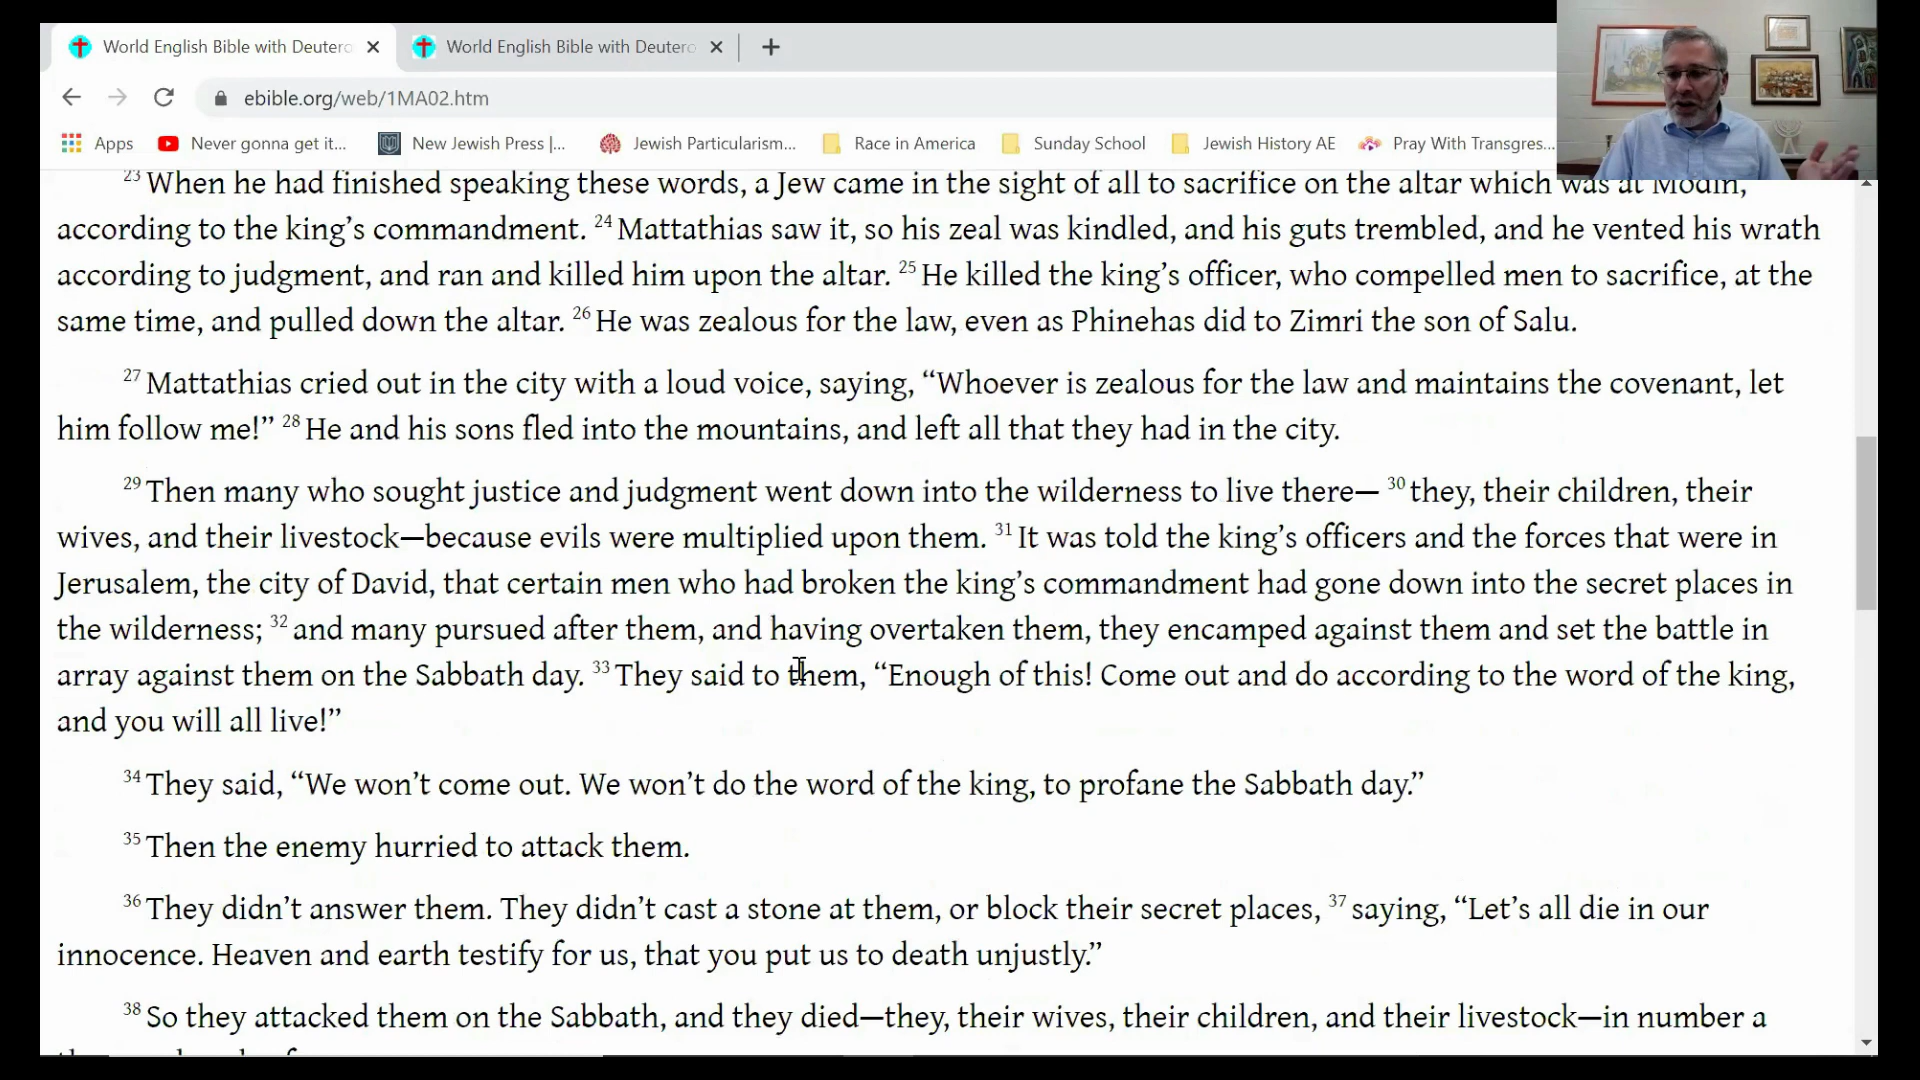 World English Bible with Deutero
World English Bible with Deutero
ebible.org/web/1MA02.htm
Apps
Never gonna get it...
New Jewish Press |...
Jewish Particularism...
Race in America
Sunday School
Jewish History AE
Pray With Transgres...
23 When he had finished speaking these words, a Jew came in the sight of all to sacrifice on the altar which was at Modin,
according to the king’s commandment. 24 Mattathias saw it, so his zeal was kindled, and his guts trembled, and he vented his wrath
according to judgment, and ran and killed him upon the altar. 25 He killed the king’s officer, who compelled men to sacrifice, at the
same time, and pulled down the altar. 26 He was zealous for the law, even as Phinehas did to Zimri the son of Salu.
27 Mattathias cried out in the city with a loud voice, saying, “Whoever is zealous for the law and maintains the covenant, let
him follow me!” 28 He and his sons fled into the mountains, and left all that they had in the city.
29 Then many who sought justice and judgment went down into the wilderness to live there— 30 they, their children, their
wives, and their livestock—because evils were multiplied upon them. 31 It was told the king’s officers and the forces that were in
Jerusalem, the city of David, that certain men who had broken the king’s commandment had gone down into the secret places in
the wilderness; 32 and many pursued after them, and having overtaken them, they encamped against them and set the battle in
array against them on the Sabbath day. 33 They said to them, “Enough of this! Come out and do according to the word of the king,
and you will all live!”
34 They said, “We won’t come out. We won’t do the word of the king, to profane the Sabbath day.”
35 Then the enemy hurried to attack them.
36 They didn’t answer them. They didn’t cast a stone at them, or block their secret places, 37 saying, “Let’s all die in our
innocence. Heaven and earth testify for us, that you put us to death unjustly.”
38 So they attacked them on the Sabbath, and they died—they, their wives, their children, and their livestock—in number a